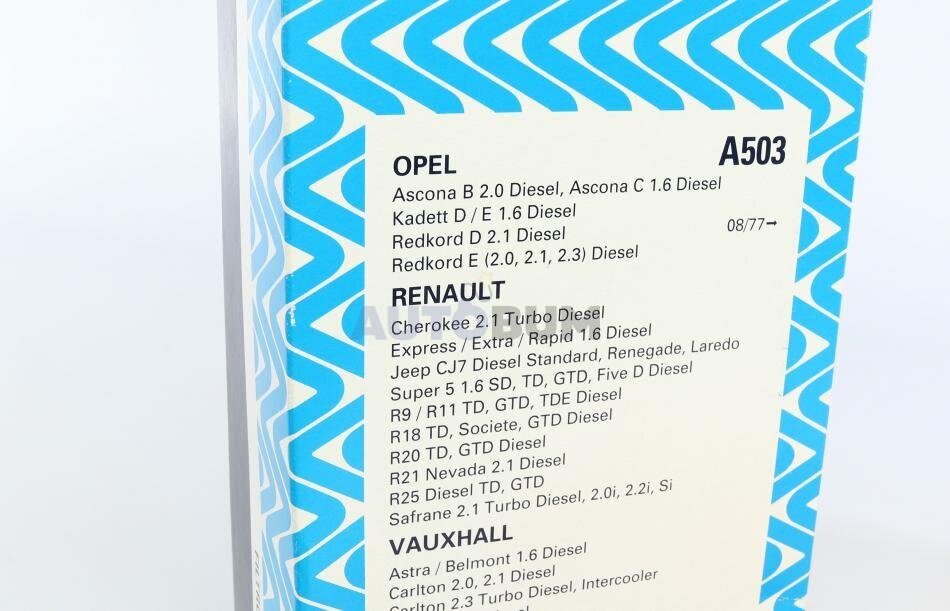 A503
OPEL
Ascona B 2.0 Diesel, Ascona C 1.6 Diesel
Kadett D / E 1.6 Diesel
Redkord D 2.1 Diesel 08/77→
Redkord E (2.0, 2.1, 2.3) Diesel
RENAULT
AUTOBUM
Cherokee 2.1 Turbo Diesel
Express / Extra / Rapid 1.6 Diesel
Jeep CJ7 Diesel Standard, Renegade, Laredo
Super 5 1.6 SD, TD, GTD, Five D Diesel
R9 / R11 TD, GTD, TDE Diesel
R18 TD, Societe, GTD Diesel
R20 TD, GTD Diesel
R21 Nevada 2.1 Diesel
R25 Diesel TD, GTD
Safrane 2.1 Turbo Diesel, 2.0i, 2.2i, Si
VAUXHALL
Astra / Belmont 1.6 Diesel
Carlton 2.0, 2.1 Diesel
Carlton 2.3 Turbo Diesel, Intercooler